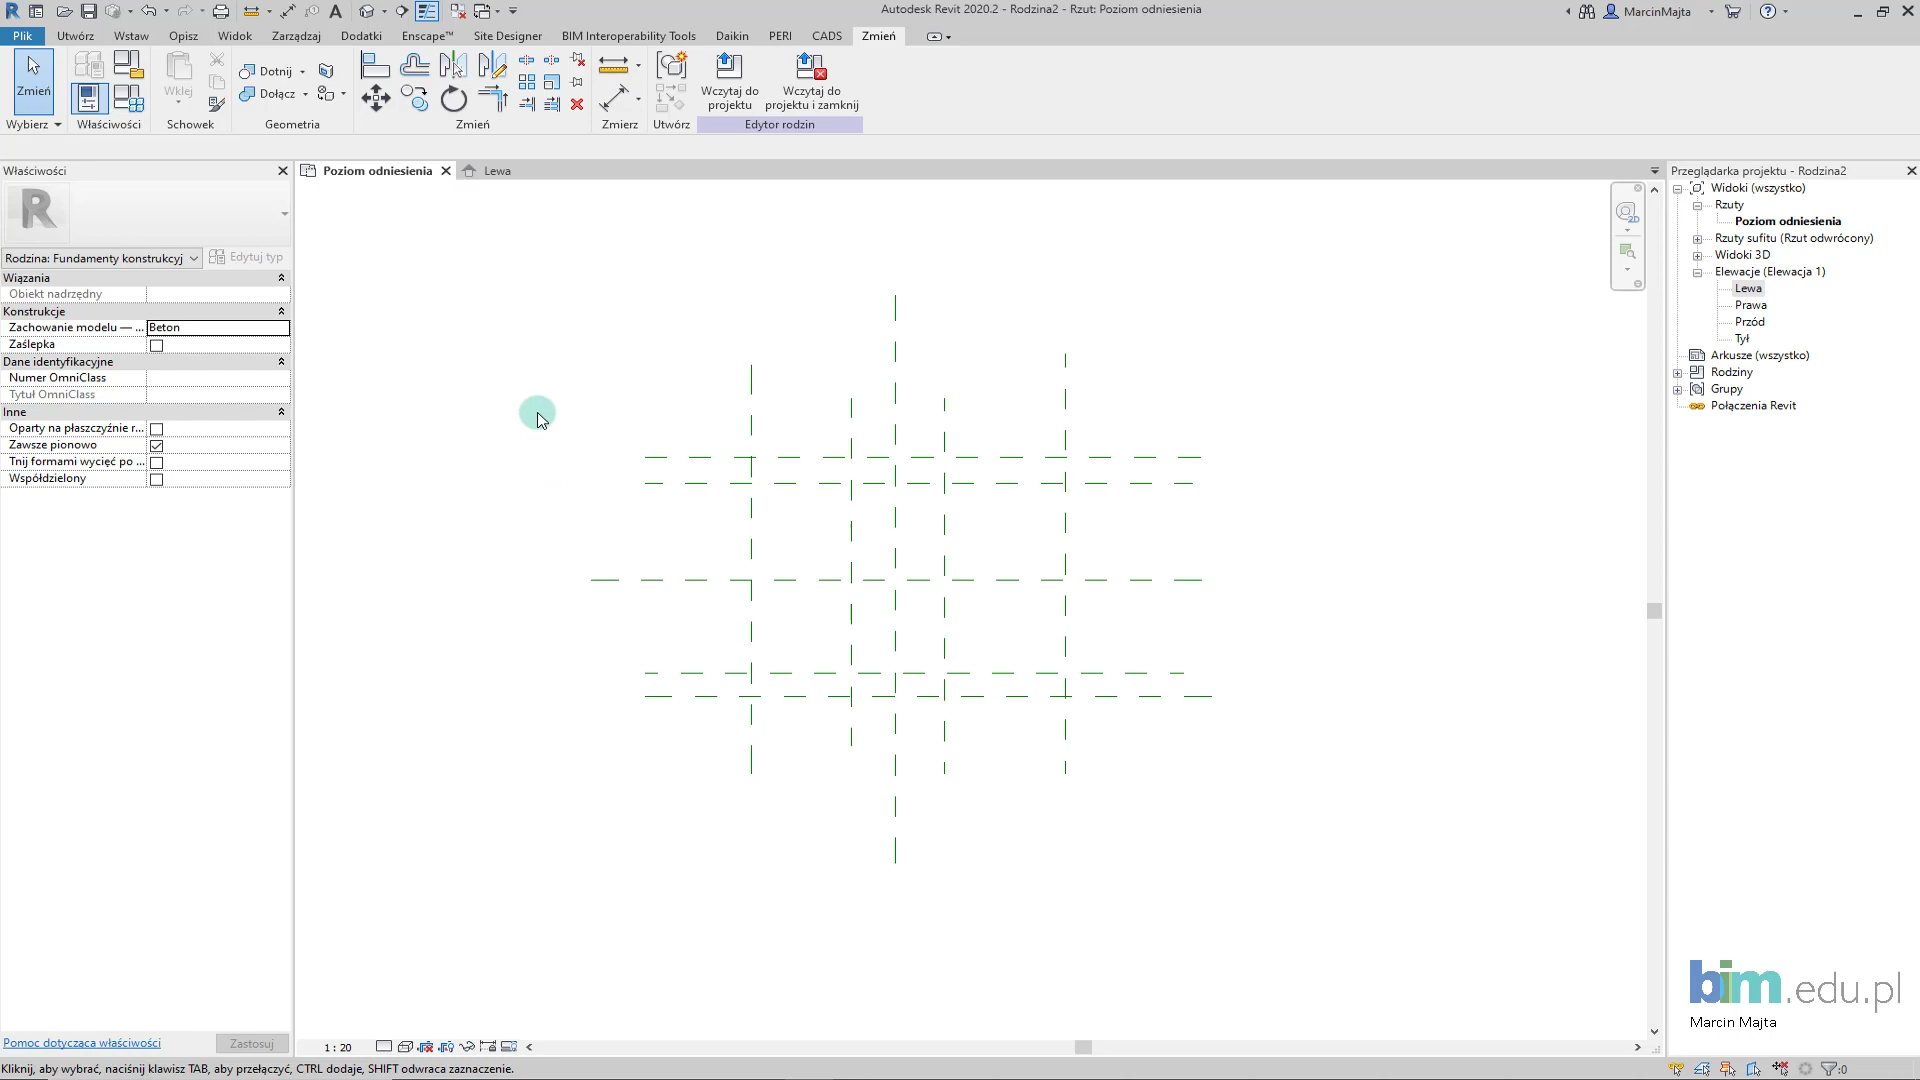 Autodesk Revit 2020.2 - Rodzina2 - Rzut: Poziom odniesienia
MarcinMajta
Plik Utwórz Wstaw Opisz Widok Zarządzaj Dodatki Enscape™ Site Designer BIM Interoperability Tools Daikin PERI CADS Zmień
Zmień
Wklej
Dotnij
Dołącz
Wczytaj do projektu
Wczytaj do projektu i zamknij
Wybierz Właściwości Schowek Geometria Zmień Zmierz Utwórz Edytor rodzin
Właściwości
Rodzina: Fundamenty konstrukcyj
Edytuj typ
Wiązania
Obiekt nadrzędny
Konstrukcje
Zachowanie modelu — ... Beton
Zaślepka
Dane identyfikacyjne
Numer OmniClass
Tytuł OmniClass
Inne
Oparty na płaszczyźnie r...
Zawsze pionowo
Tnij formami wycięć po ...
Współdzielony
Pomoc dotycząca właściwości
Zastosuj
Poziom odniesienia
Lewa
2D
1 : 20
Przeglądarka projektu - Rodzina2
Widoki (wszystko)
Rzuty
Poziom odniesienia
Rzuty sufitu (Rzut odwrócony)
Widoki 3D
Elewacje (Elewacja 1)
Lewa
Prawa
Przód
Tył
Arkusze (wszystko)
Rodziny
Grupy
Połączenia Revit
bim.edu.pl
Marcin Majta
Kliknij, aby wybrać, naciśnij klawisz TAB, aby przełączyć, CTRL dodaje, SHIFT odwraca zaznaczenie.
:0